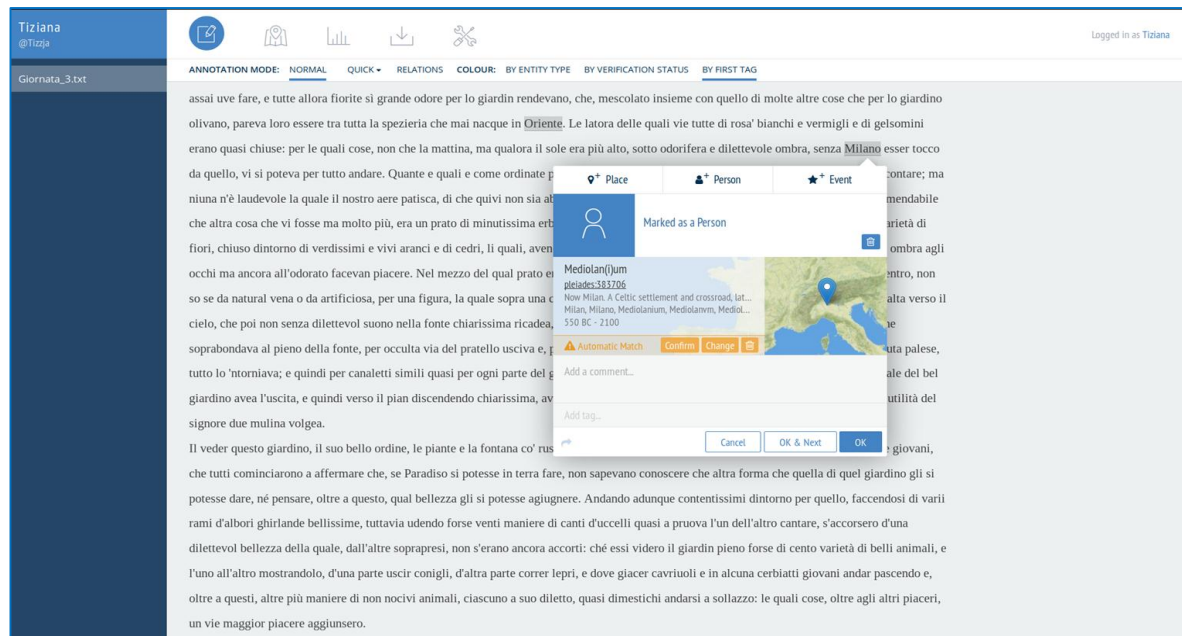 Tiziana
@Tizzja
Giornata_3.txt
Logged in as Tiziana
ANNOTATION MODE: NORMAL QUICK RELATIONS COLOUR: BY ENTITY TYPE BY VERIFICATION STATUS BY FIRST TAG
assai uve fare, e tutte allora fiorite sì grande odore per lo giardin rendevano, che, mescolato insieme con quello di molte altre cose che per lo giardino
olivano, pareva loro essere tra tutta la spezieria che mai nacque in Oriente. Le latora delle quali vie tutte di rosa' bianchi e vermigli e di gelsomini
erano quasi chiuse: per le quali cose, non che la mattina, ma qualora il sole era più alto, sotto odorifera e dilettevole ombra, senza Milano esser tocco
da quello, vi si poteva per tutto andare. Quante e quali e come ordinate p contare; ma
niuna n'è laudevole la quale il nostro aere patisca, di che quivi non sia ab mendabile
che altra cosa che vi fosse ma molto più, era un prato di minutissima erb arietà di
fiori, chiuso dintorno di verdissimi e vivi aranci e di cedri, li quali, aven ombra agli
occhi ma ancora all'odorato facevan piacere. Nel mezzo del qual prato e entro, non
so se da natural vena o da artificiosa, per una figura, la quale sopra una c alta verso il
cielo, che poi non senza dilettevol suono nella fonte chiarissima ricadea, ne
soprabondava al pieno della fonte, per occulta via del pratello usciva e, p uta palese,
tutto lo 'ntorniava; e quindi per canaletti simili quasi per ogni parte del g ale del bel
giardino avea l'uscita, e quindi verso il pian discendendo chiarissima, av utilità del
signore due mulina volgea.
Il veder questo giardino, il suo bello ordine, le piante e la fontana co' rus e giovani,
che tutti cominciarono a affermare che, se Paradiso si potesse in terra fare, non sapevano conoscere che altra forma che quella di quel giardino gli si
potesse dare, né pensare, oltre a questo, qual bellezza gli si potesse agiugnere. Andando adunque contentissimi dintorno per quello, faccendosi di varii
rami d'albori ghirlande bellissime, tuttavia udendo forse venti maniere di canti d'uccelli quasi a pruova l'un dell'altro cantare, s'accorsero d'una
dilettevol bellezza della quale, dall'altre soprapresi, non s'erano ancora accorti: ché essi videro il giardin pieno forse di cento varietà di belli animali, e
l'uno all'altro mostrandolo, d'una parte uscir conigli, d'altra parte correr lepri, e dove giacer cavriuoli e in alcuna cerbiatti giovani andar pascendo e,
oltre a questi, altre più maniere di non nocivi animali, ciascuno a suo diletto, quasi dimestichi andarsi a sollazzo: le quali cose, oltre agli altri piaceri,
un vie maggior piacere aggiunsero.
Place Person Event
Marked as a Person
Mediolan(i)um
pleiades:383706
Now Milan. A Celtic settlement and crossroad, lat...
Milan, Milano, Mediolanium, Mediolanvm, Mediol...
550 BC - 2100
Automatic Match Confirm Change
Add a comment...
Add tag...
Cancel OK & Next OK